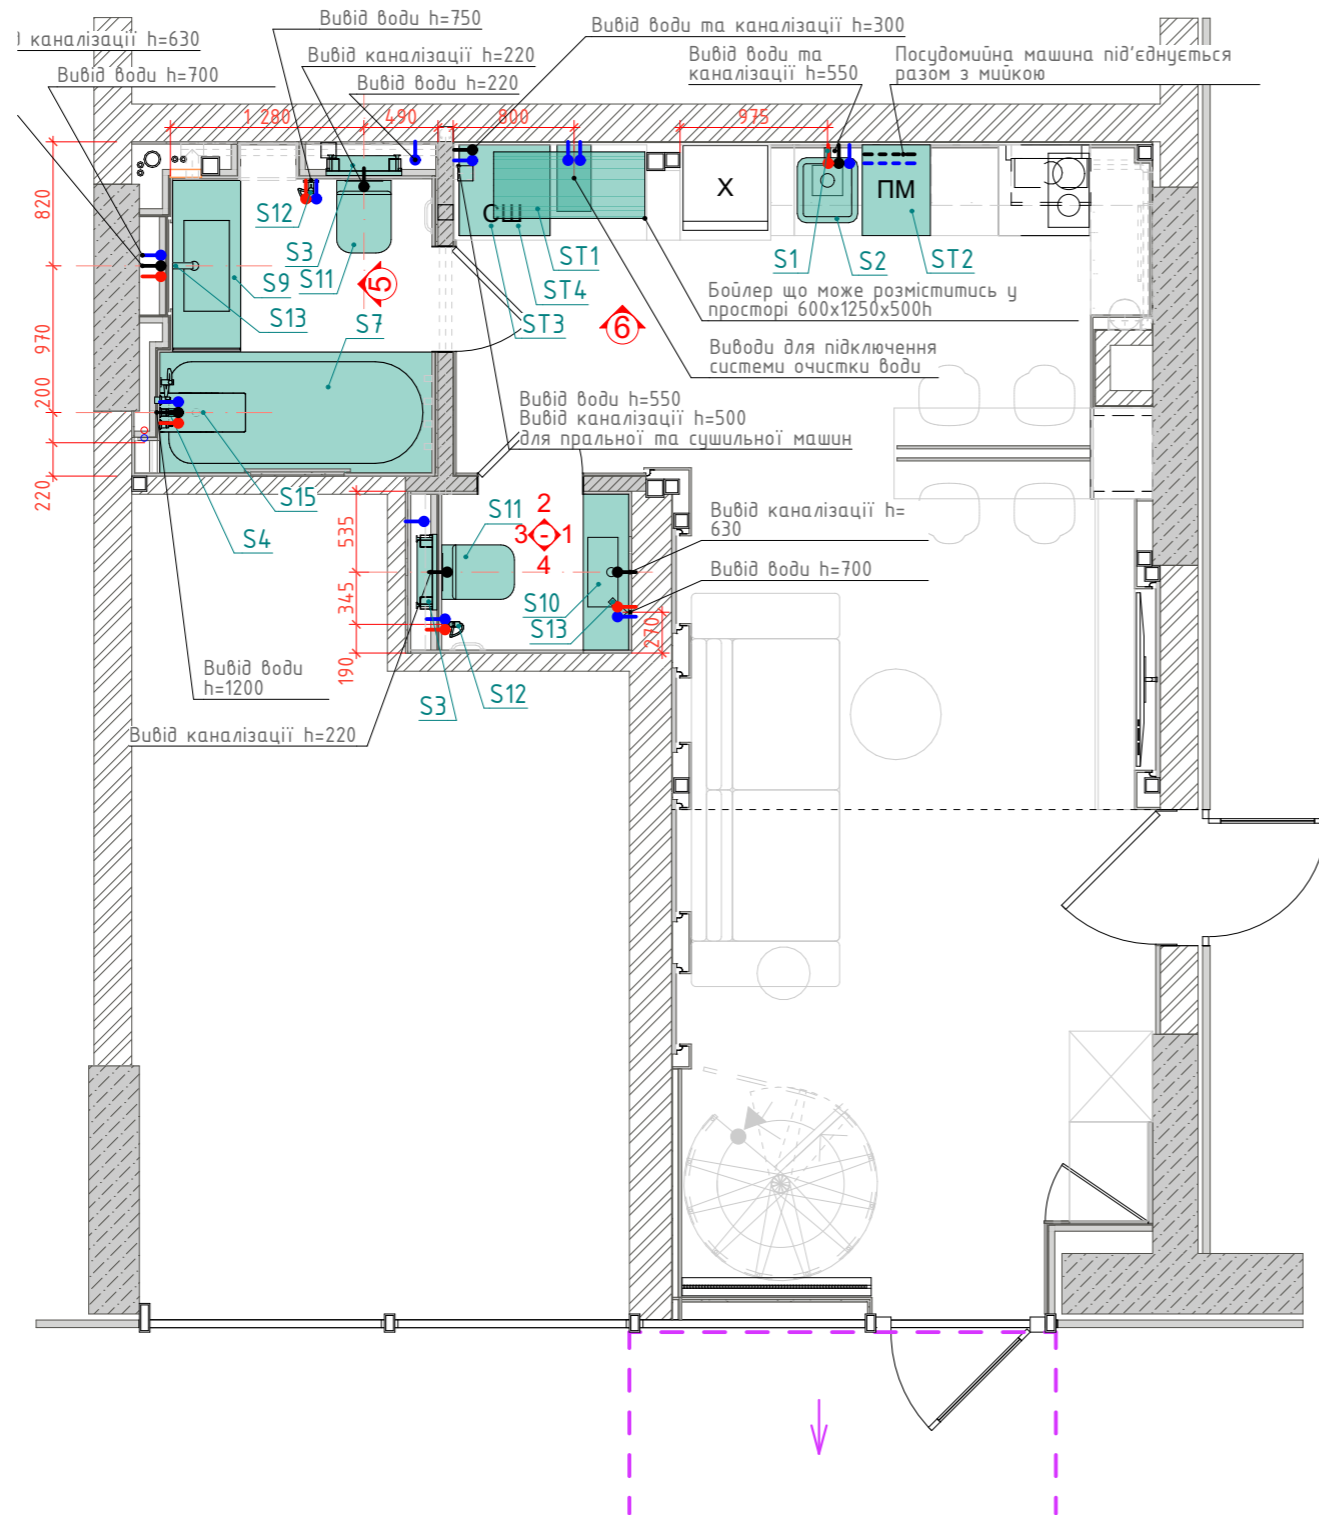 Вивід води h=750
Вивід води та каналізації h=300
каналізації h=630
Вивід каналізації h=220
Вивід води та
каналізації h=550
Посудомийна машина під'єднується
разом з мийкою
Вивід води h=700
Вивід води h=220
1 280
490
800
975
820
Х
ПМ
СШ
S12
S3
S11
S9
S13
S7
5
6
ST1
ST4
ST3
S1
S2
ST2
Бойлер що може розміститись у
просторі 600х1250х500h
970
Виводи для підключення
системи очистки води
200
Вивід води h=550
Вивід каналізації h=500
для пральної та сушильної машин
220
S15
S4
S11
2
3
-
1
4
535
Вивід каналізації h=
630
Вивід води h=700
345
S10
S13
270
190
Вивід води
h=1200
S3
S12
Вивід каналізації h=220